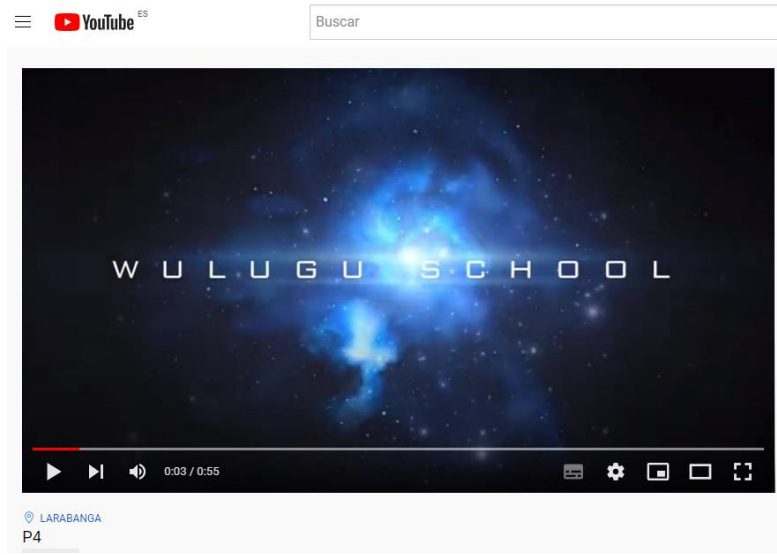 YouTube ES
Buscar
WULUGU SCHOOL
0:03 / 0:55
LARABANGA
P4